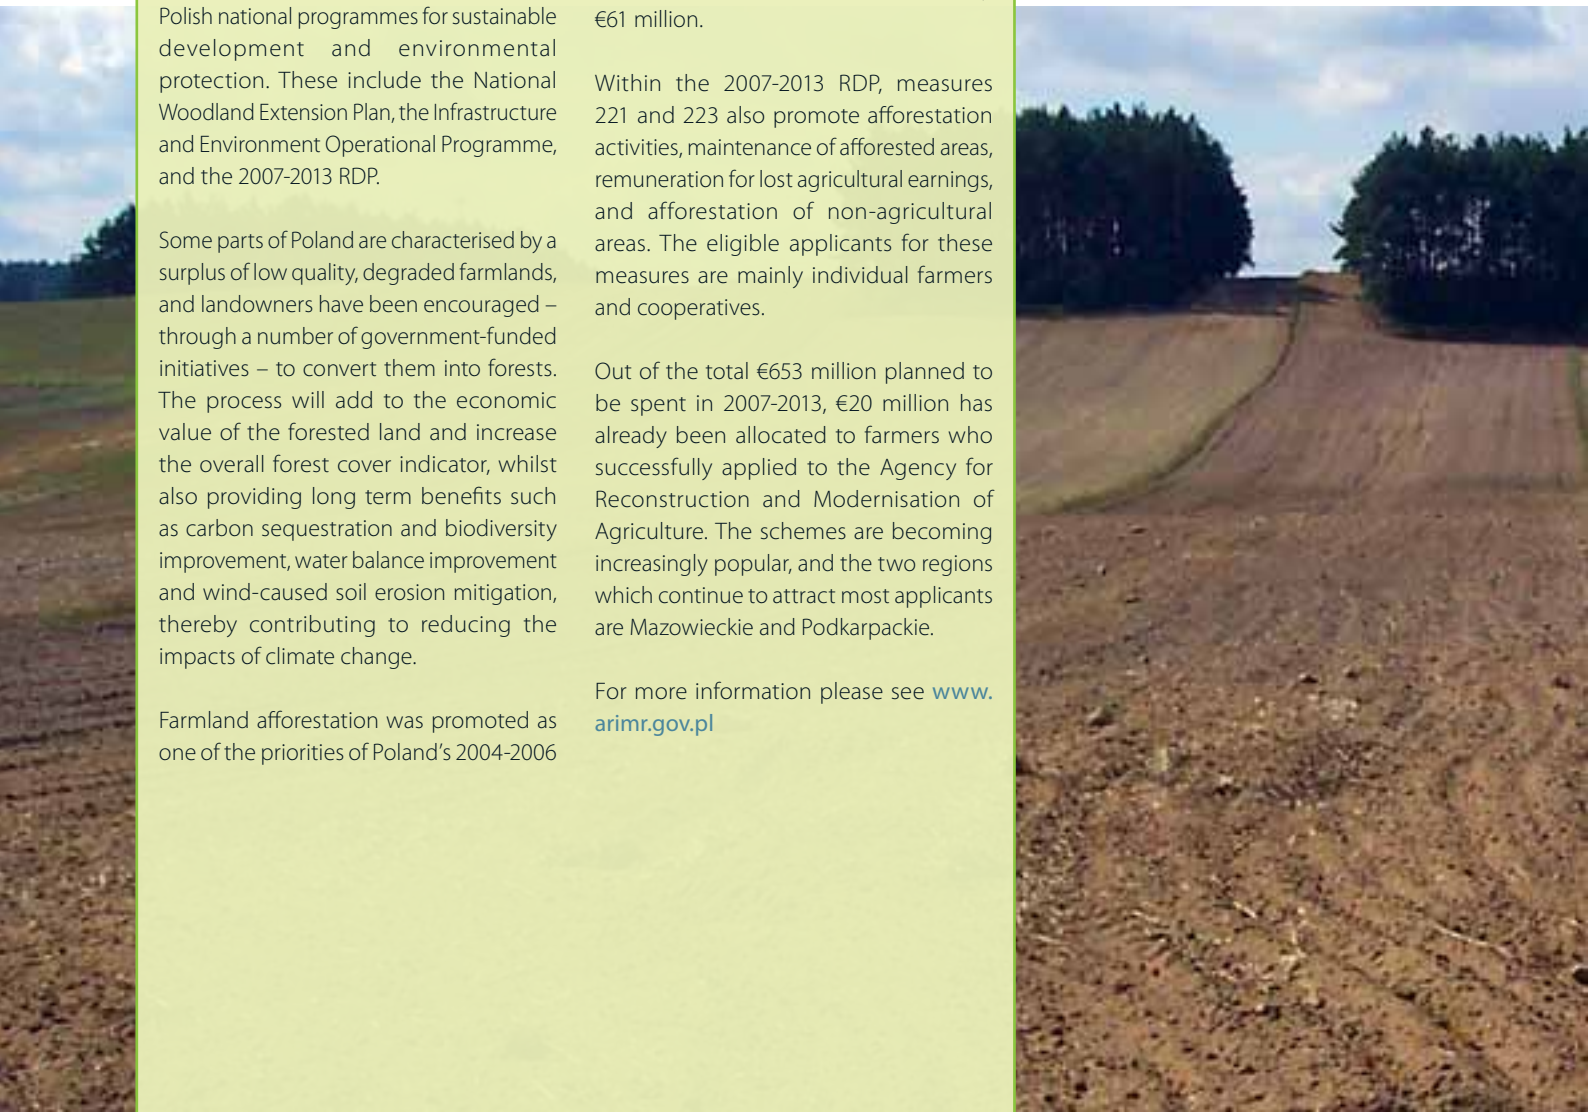 Polish national programmes for sustainable
development and environmental
protection. These include the National
Woodland Extension Plan, the Infrastructure
and Environment Operational Programme,
and the 2007-2013 RDP.
Some parts of Poland are characterised by a
surplus of low quality, degraded farmlands,
and landowners have been encouraged –
through a number of government-funded
initiatives – to convert them into forests.
The process will add to the economic
value of the forested land and increase
the overall forest cover indicator, whilst
also providing long term benefits such
as carbon sequestration and biodiversity
improvement, water balance improvement
and wind-caused soil erosion mitigation,
thereby contributing to reducing the
impacts of climate change.
Farmland afforestation was promoted as
one of the priorities of Poland’s 2004-2006
€61 million.
Within the 2007-2013 RDP, measures
221 and 223 also promote afforestation
activities, maintenance of afforested areas,
remuneration for lost agricultural earnings,
and afforestation of non-agricultural
areas. The eligible applicants for these
measures are mainly individual farmers
and cooperatives.
Out of the total €653 million planned to
be spent in 2007-2013, €20 million has
already been allocated to farmers who
successfully applied to the Agency for
Reconstruction and Modernisation of
Agriculture. The schemes are becoming
increasingly popular, and the two regions
which continue to attract most applicants
are Mazowieckie and Podkarpackie.
For more information please see www.
arimr.gov.pl